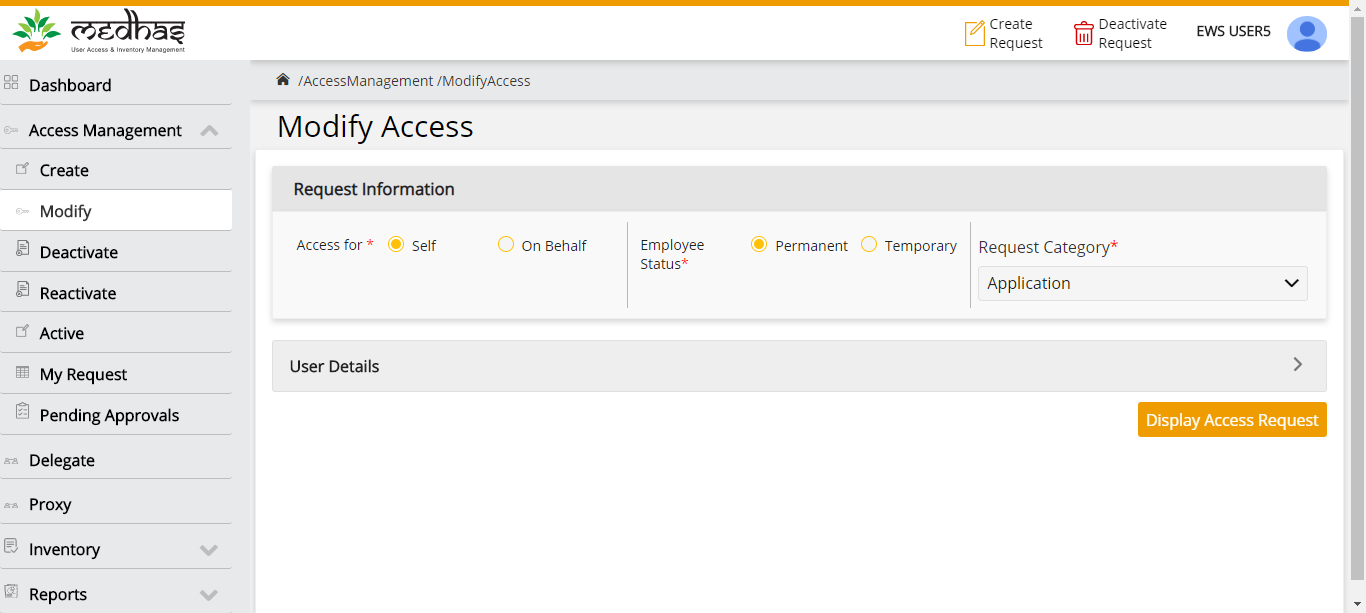 medhas
User Access & Inventory Management
Create
Request
Deactivate
Request
EWS USER5
Dashboard
Access Management
Create
Modify
Deactivate
Reactivate
Active
My Request
Pending Approvals
Delegate
Proxy
Inventory
Reports
/AccessManagement /ModifyAccess
Modify Access
Request Information
Access for * Self On Behalf
Employee
Status*
Permanent Temporary
Request Category*
Application
User Details
Display Access Request